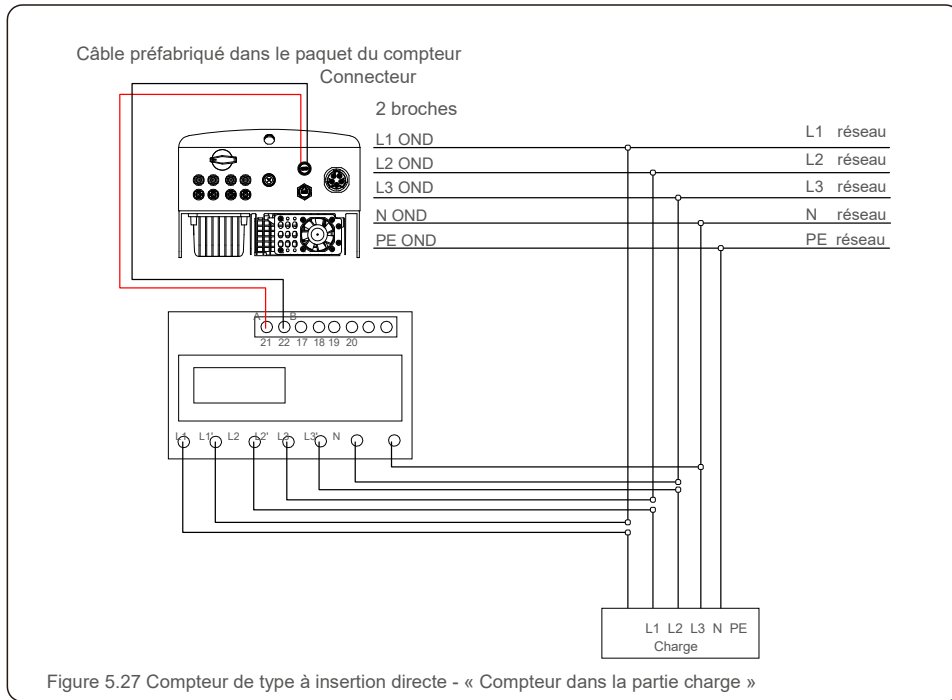 Câble préfabriqué dans le paquet du compteur
Connecteur
2 broches
L1 OND
L1 réseau
L2 OND
L2 réseau
L3 OND
L3 réseau
N OND
N réseau
PE OND
PE réseau
A B
21 22 17 18 19 20
L1 L1' L2 L2' L3 L3' N
L1 L2 L3 N PE
Charge
Figure 5.27 Compteur de type à insertion directe - « Compteur dans la partie charge »